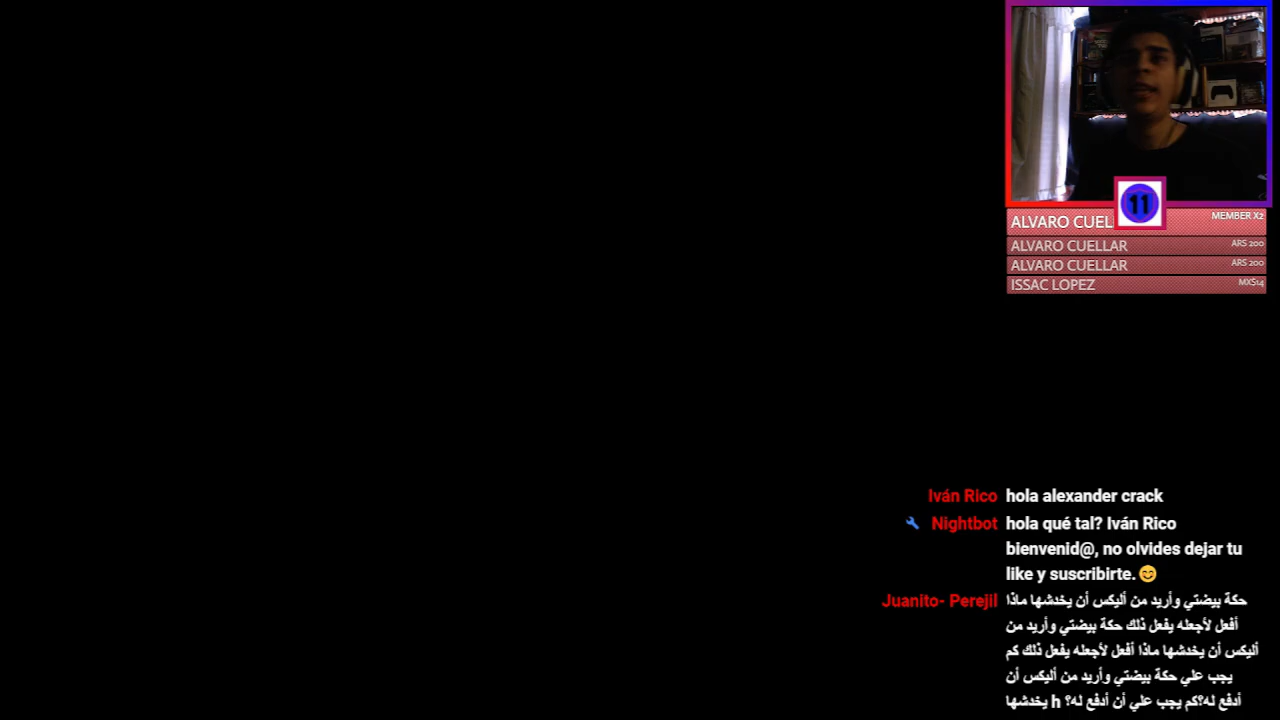 11
ALVARO CUEL
MEMBER X2
ALVARO CUELLAR
ARS 200
ALVARO CUELLAR
ARS 200
ISSAC LOPEZ
MX$14
Iván Rico hola alexander crack
Nightbot hola qué tal? Iván Rico
bienvenid@, no olvides dejar tu
like y suscribirte.😊
Juanito- Perejil حكة بيضتي وأريد من أليكس أن يخدشها ماذا
أفعل لأجعله يفعل ذلك حكة بيضتي وأريد من
أليكس أن يخدشها ماذا أفعل لأجعله يفعل ذلك كم
يجب علي حكة بيضتي وأريد من أليكس أن
أدفع له؟كم يجب علي أن أدفع له؟ h يخدشها